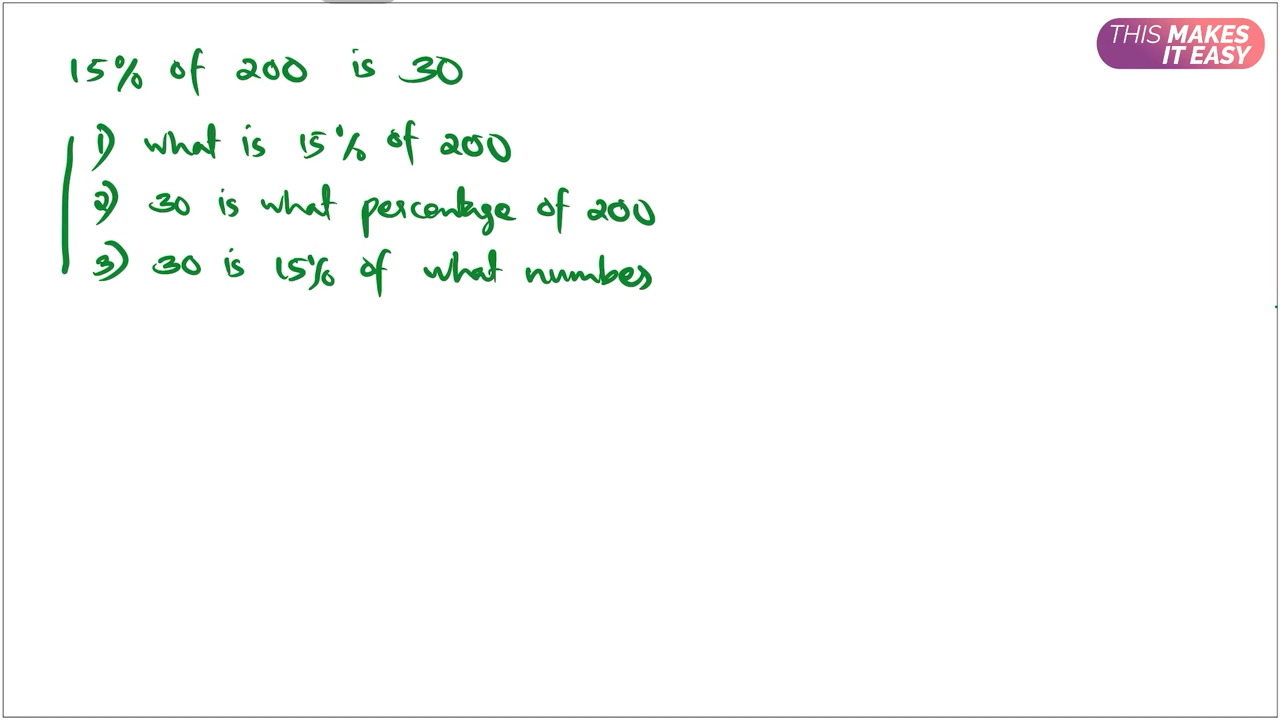 THIS MAKES
IT EASY
15% of 200 is 30
1) what is 15% of 200
2) 30 is what percentage of 200
3) 30 is 15% of what number